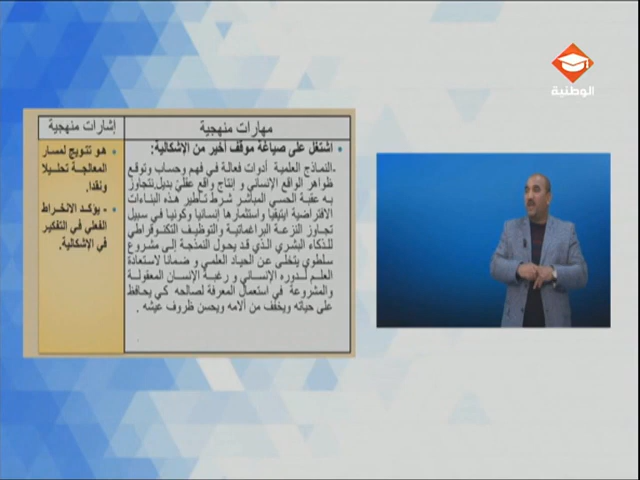 الوطنية
مهارات منهجية
إشارات منهجية
اشتغل على صياغة موقف أخير من الإشكالية:
-النماذج العلمية أدوات فعالة في فهم وحساب وتوقع
ظواهر الواقع الإنساني و إنتاج واقع عقلي بديل نتجاوز
به عقبة الحسي المباشر شرط تأطير هذه البناءات
الافتراضية ايتيقيا واستثمارها إنسانيا وكونيا في سبيل
تجاوز النزعة البراغماتية والتوظيف التكنوقراطي
للذكاء البشري الذي قد يحول النمذجة إلى مشروع
سلطوي يتخلى عن الحياد العلمي و ضمانا لاستعادة
العلم لدوره الإنساني و رغبة الإنسان المعقولة
والمشروعة في استعمال المعرفة لصالحه كي يحافظ
على حياته ويخفف من آلامه ويحسن ظروف عيشه .
هو تتويج لمسار
المعالجة تحليلا
ونقدا.
- يؤكد الانخراط
الفعلي في التفكير
في الإشكالية.